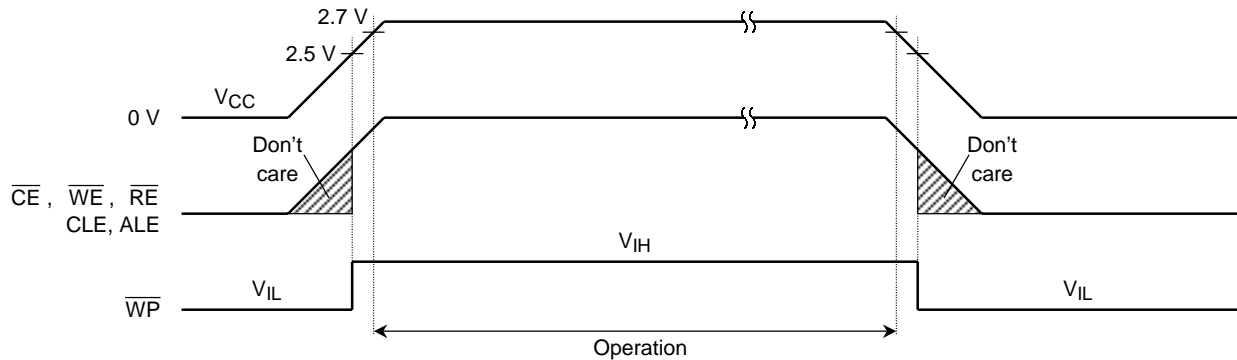 2.7 V
2.5 V
VCC
0 V
Don't
care
Don't
care
CE , WE, RE
CLE, ALE
VIH
VIL
VIL
WP
Operation